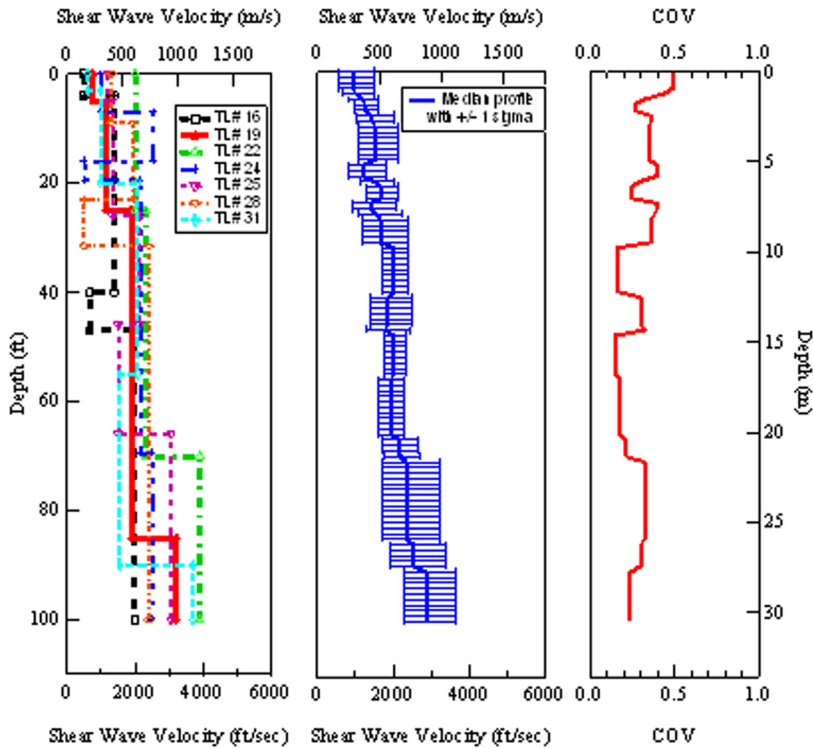 Shear Wave Velocity (m/s) Shear Wave Velocity (m/s) COV
0 500 1000 1500 0 500 1000 1500 0.0 0.5 1.0
0 0
TL# 16
TL# 19
TL# 22
TL# 24
TL# 25
TL# 28
TL# 31
Median profile
with +/- 1 sigma
5
20
10
40
15
60
20
80
25
100
30
Depth (ft)
Depth (m)
0 2000 4000 6000 0 2000 4000 6000 0.0 0.5 1.0
Shear Wave Velocity (ft/sec) Shear Wave Velocity (ft/sec) COV